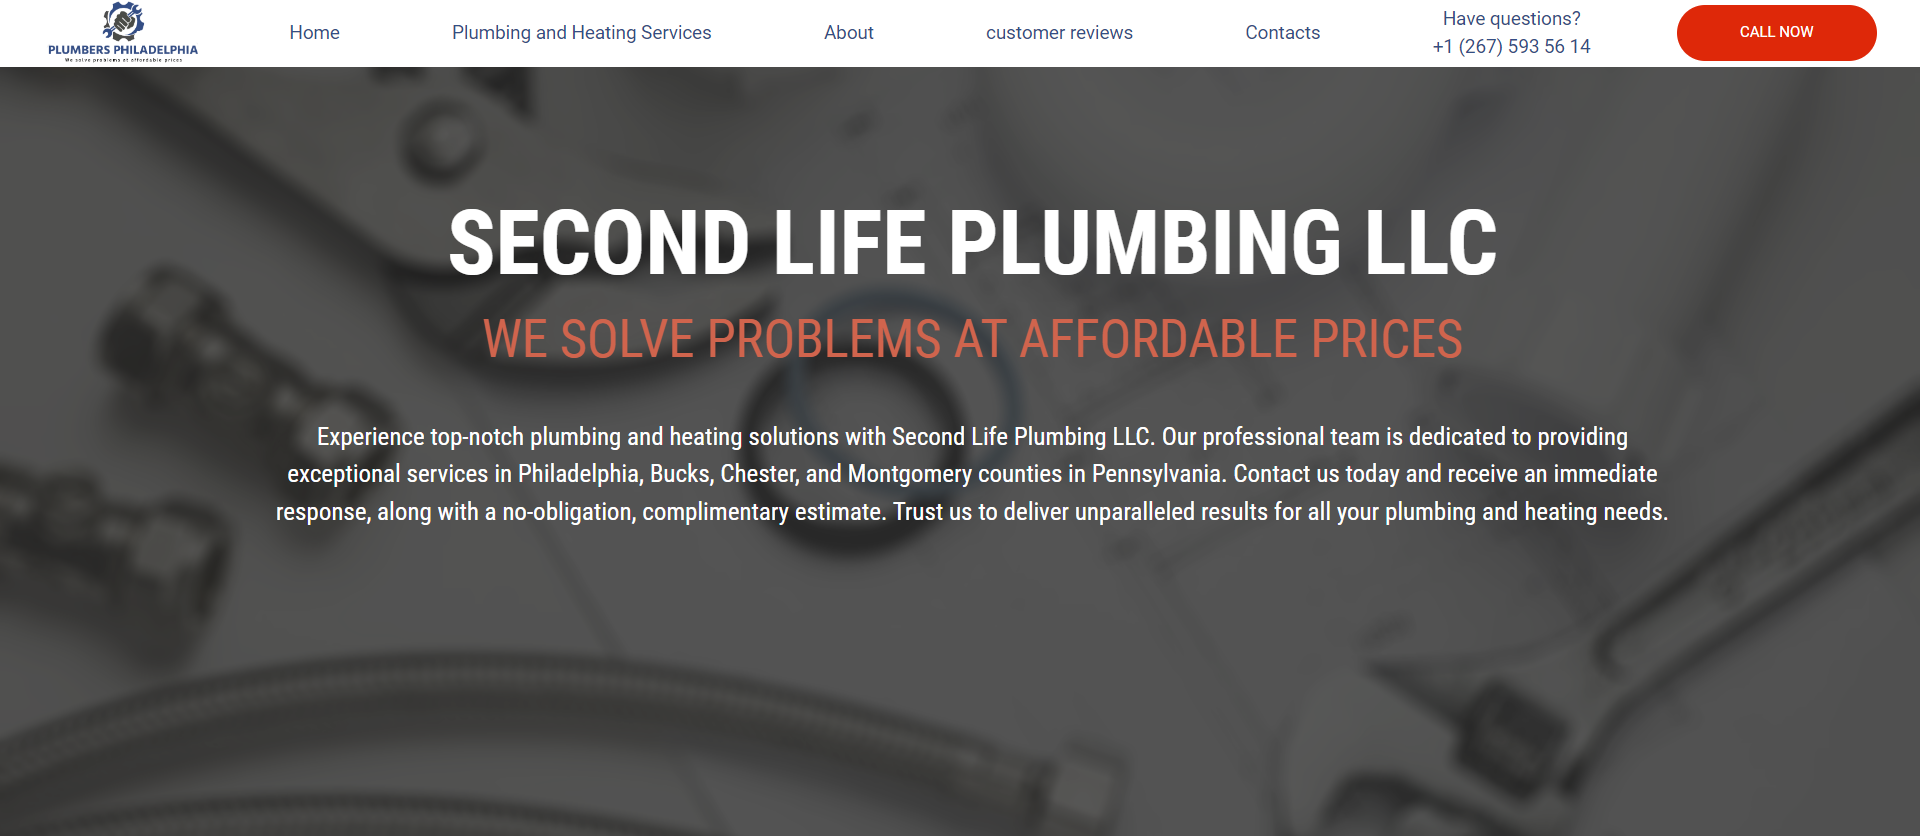 PLUMBERS PHILADELPHIA
We solve problems at affordable prices
Home
Plumbing and Heating Services
About
customer reviews
Contacts
Have questions?
+1 (267) 593 56 14
CALL NOW
SECOND LIFE PLUMBING LLC
WE SOLVE PROBLEMS AT AFFORDABLE PRICES
Experience top-notch plumbing and heating solutions with Second Life Plumbing LLC. Our professional team is dedicated to providing
exceptional services in Philadelphia, Bucks, Chester, and Montgomery counties in Pennsylvania. Contact us today and receive an immediate
response, along with a no-obligation, complimentary estimate. Trust us to deliver unparalleled results for all your plumbing and heating needs.